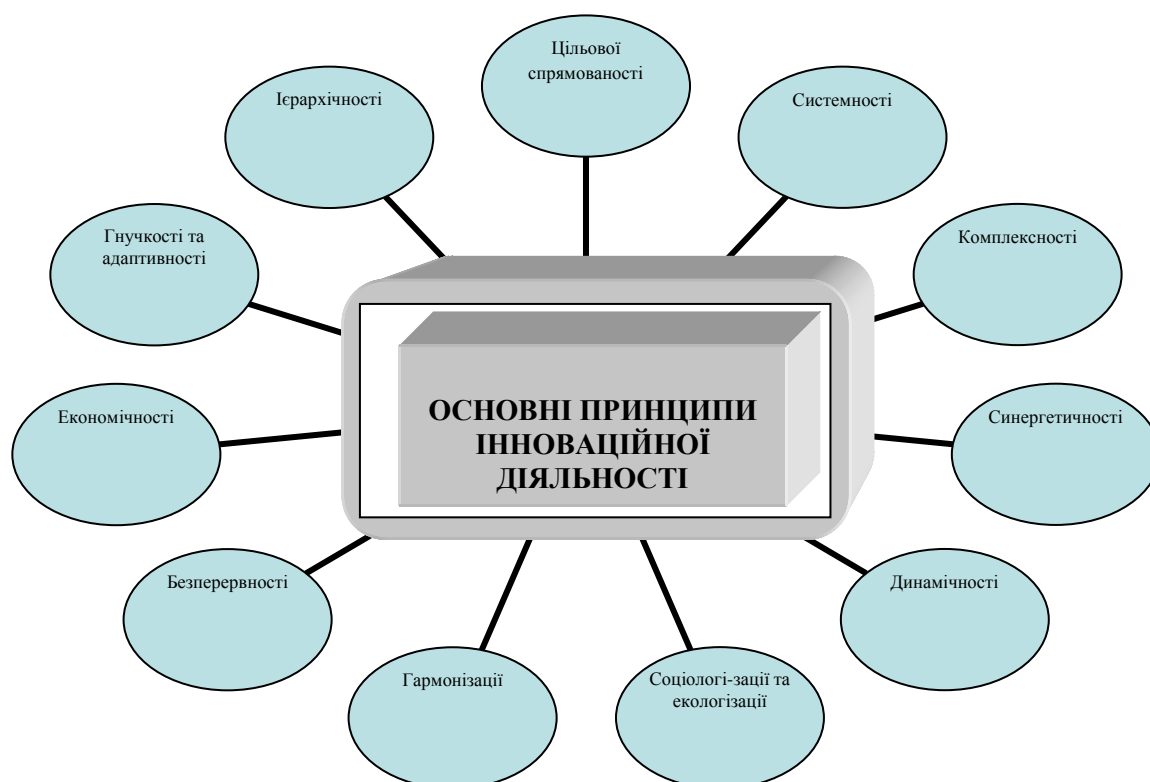 Цільової
спрямованості
Ієрархічності
Системності
Гнучкості та
адаптивності
Комплексності
ОСНОВНІ ПРИНЦИПИ
ІННОВАЦІЙНОЇ
ДІЯЛЬНОСТІ
Економічності
Синергетичності
Безперервності
Динамічності
Гармонізації
Соціологі-зації та
екологізації